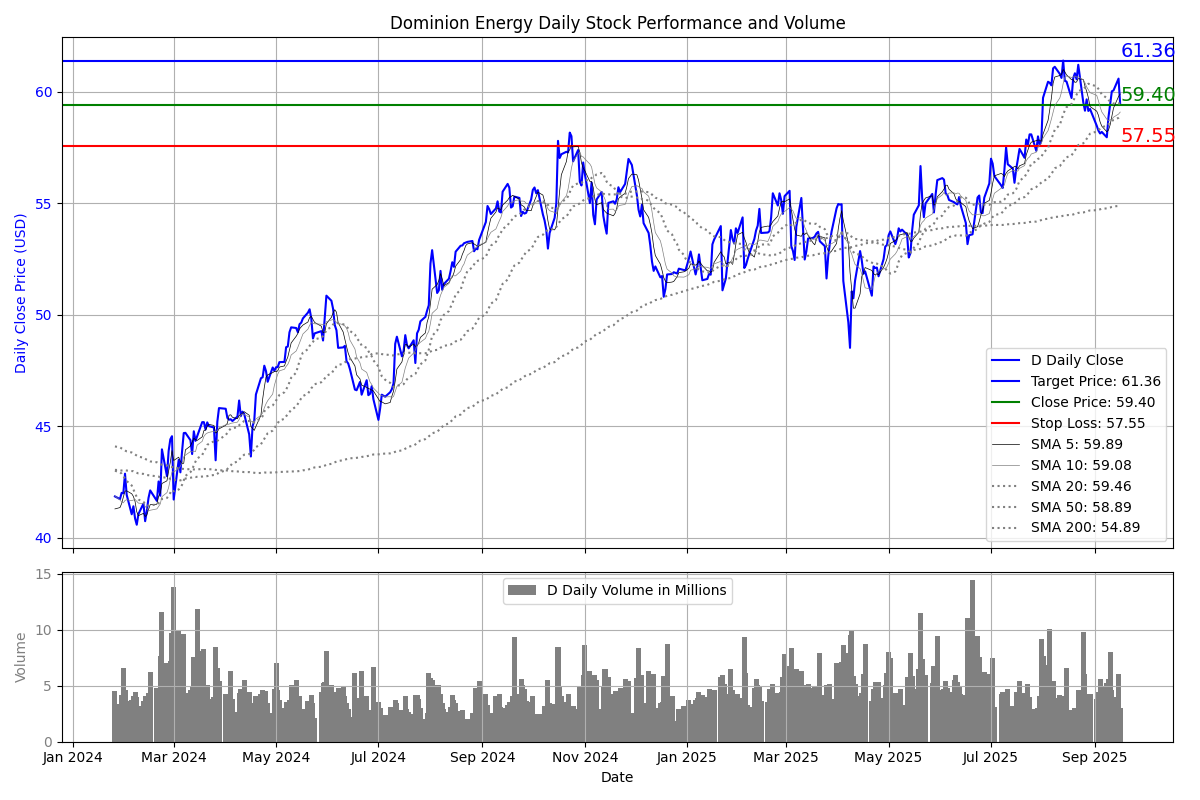 Dominion Energy Daily Stock Performance and Volume
61.36
59.40
57.55
60
55
50
45
40
Daily Close Price (USD)
D Daily Close
Target Price: 61.36
Close Price: 59.40
Stop Loss: 57.55
SMA 5: 59.89
SMA 10: 59.08
SMA 20: 59.46
SMA 50: 58.89
SMA 200: 54.89
15
10
5
0
Volume
D Daily Volume in Millions
Jan 2024 Mar 2024 May 2024 Jul 2024 Sep 2024 Nov 2024 Jan 2025 Mar 2025 May 2025 Jul 2025 Sep 2025
Date